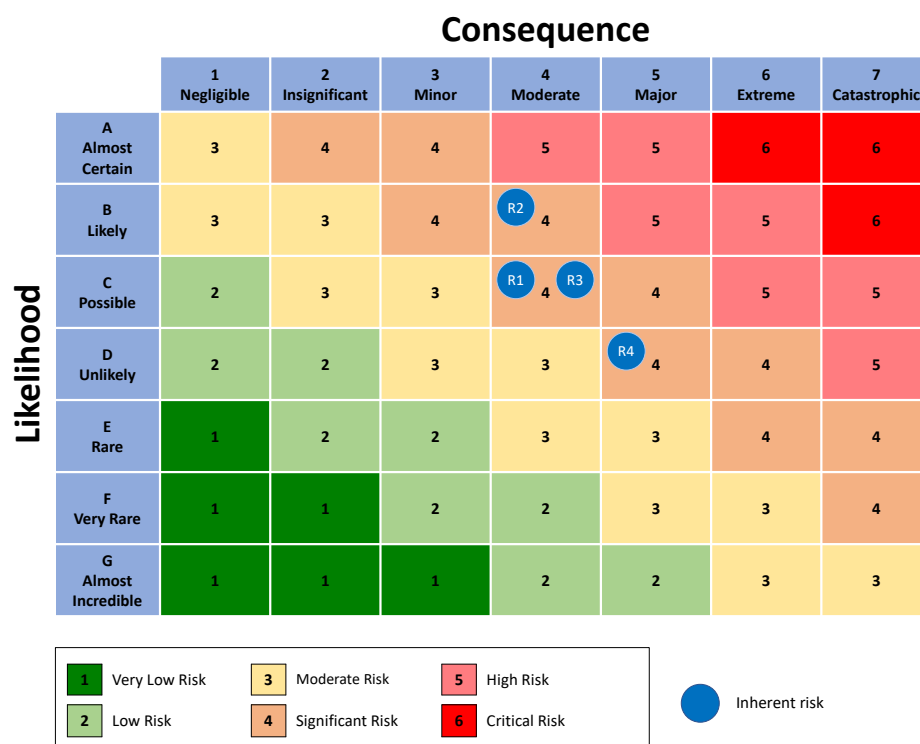 Consequence
1
Negligible
2
Insignificant
3
Minor
4
Moderate
5
Major
6
Extreme
7
Catastrophic
Likelihood
A
Almost
Certain
3
4
4
5
5
6
6
B
Likely
3
3
4
R2
4
5
5
6
C
Possible
2
3
3
R1
4
R3
4
5
5
D
Unlikely
2
2
3
3
R4
4
4
5
E
Rare
1
2
2
3
3
4
4
F
Very Rare
1
1
2
2
3
3
4
G
Almost
Incredible
1
1
1
2
2
3
3
1 Very Low Risk
3 Moderate Risk
5 High Risk
2 Low Risk
4 Significant Risk
6 Critical Risk
Inherent risk